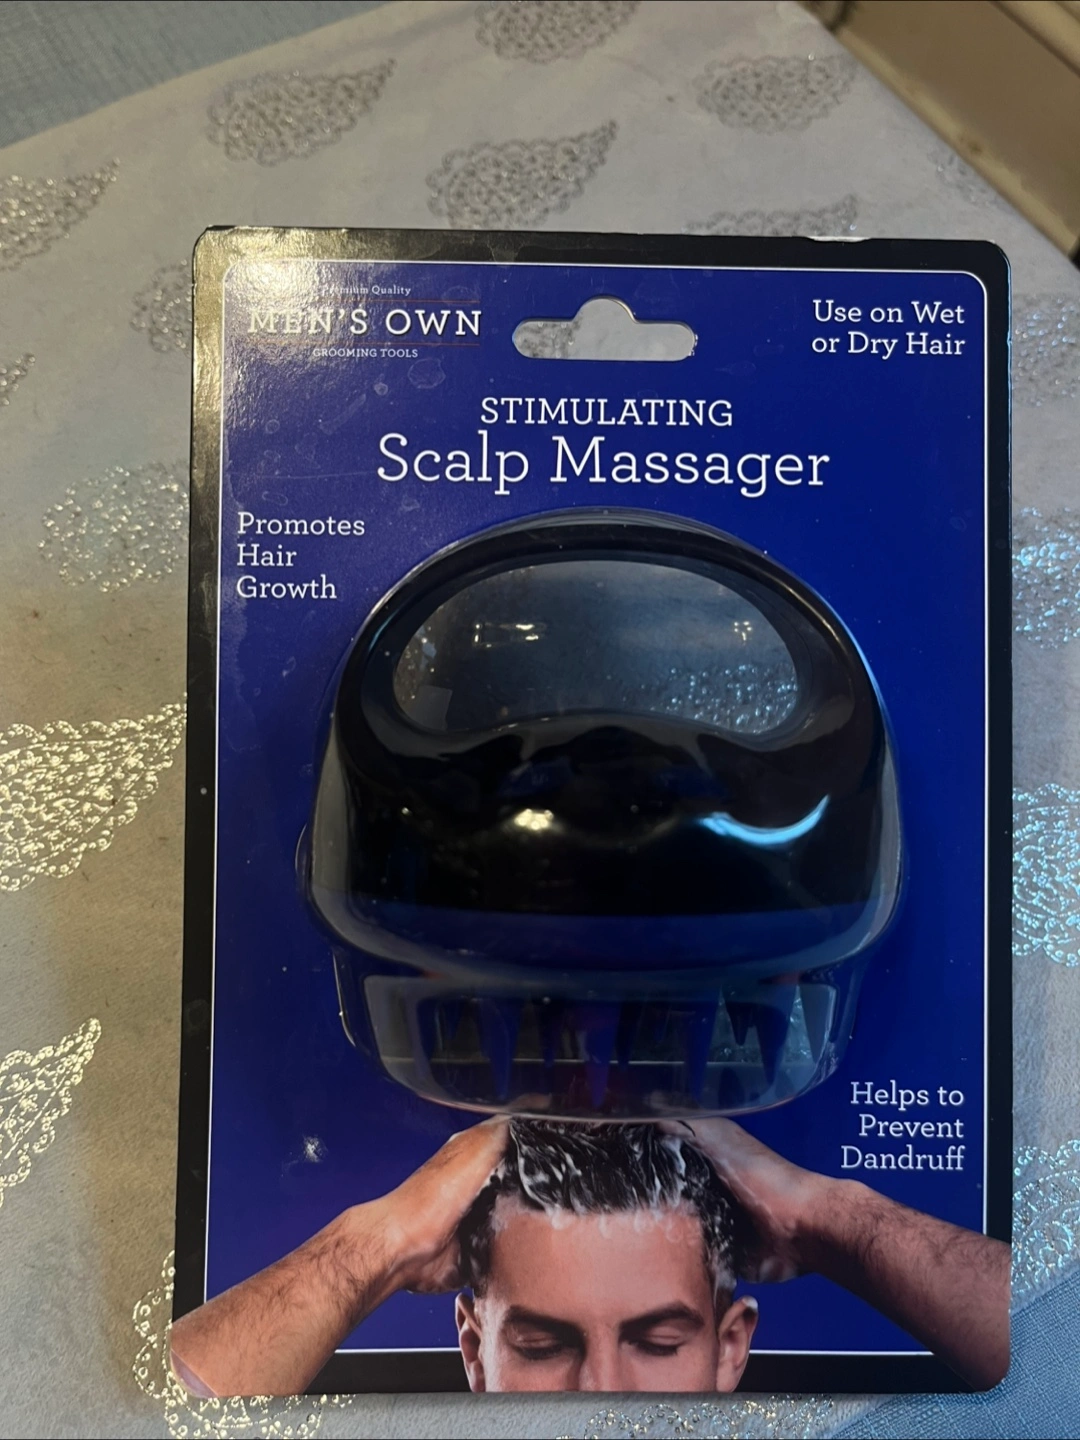 Premium Quality
MEN'S OWN
GROOMING TOOLS
Use on Wet
or Dry Hair
STIMULATING
Scalp Massager
Promotes
Hair
Growth
Helps to
Prevent
Dandruff